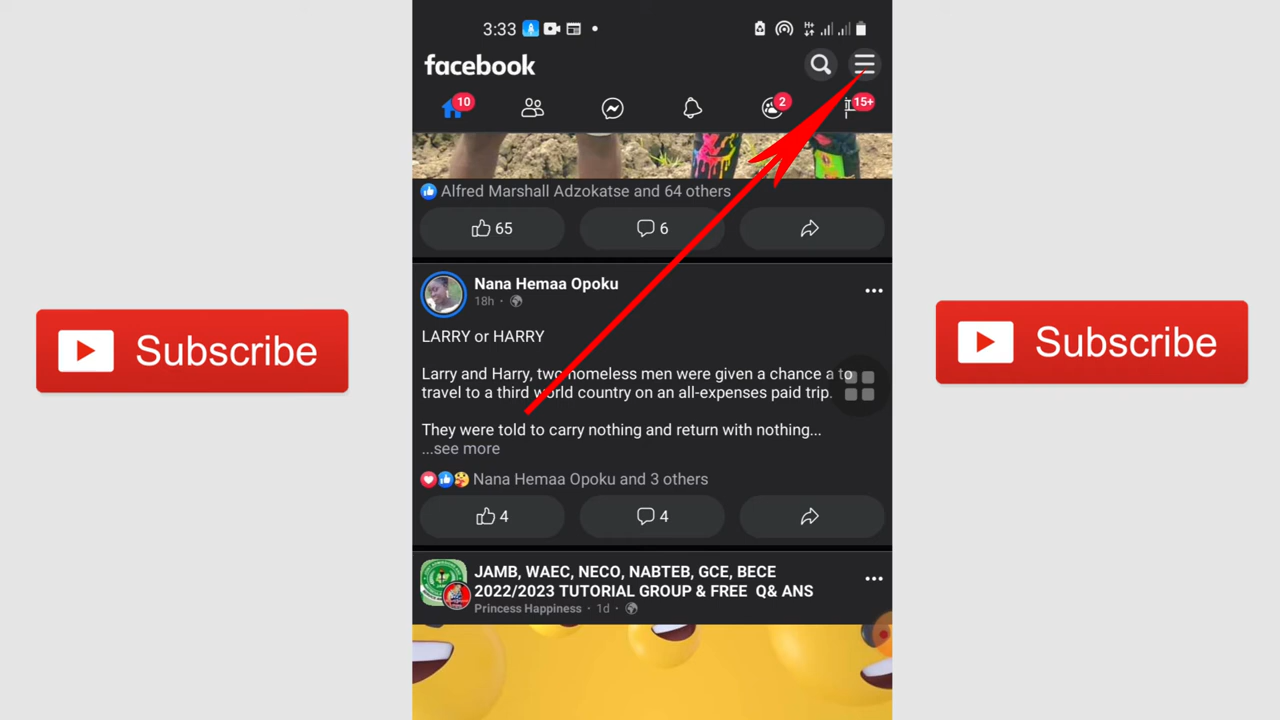 3:33
H+
facebook
10
2
15+
Alfred Marshall Adzokatse and 64 others
65
6
Nana Hemaa Opoku
18h ·
LARRY or HARRY
Larry and Harry, two homeless men were given a chance a to
travel to a third world country on an all-expenses paid trip.
They were told to carry nothing and return with nothing...
...see more
Nana Hemaa Opoku and 3 others
4
4
JAMB, WAEC, NECO, NABTEB, GCE, BECE
2022/2023 TUTORIAL GROUP & FREE Q& ANS
Princess Happiness · 1d ·
Subscribe
Subscribe